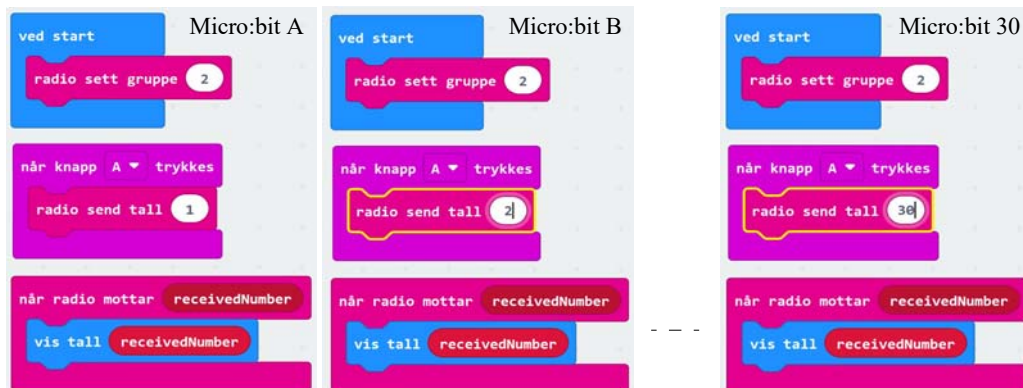 Micro:bit A
ved start
radio sett gruppe 2
når knapp A trykkes
radio send tall 1
når radio mottar receivedNumber
vis tall receivedNumber
Micro:bit B
ved start
radio sett gruppe 2
når knapp A trykkes
radio send tall 2
når radio mottar receivedNumber
vis tall receivedNumber
- - -
Micro:bit 30
ved start
radio sett gruppe 2
når knapp A trykkes
radio send tall 30
når radio mottar receivedNumber
vis tall receivedNumber